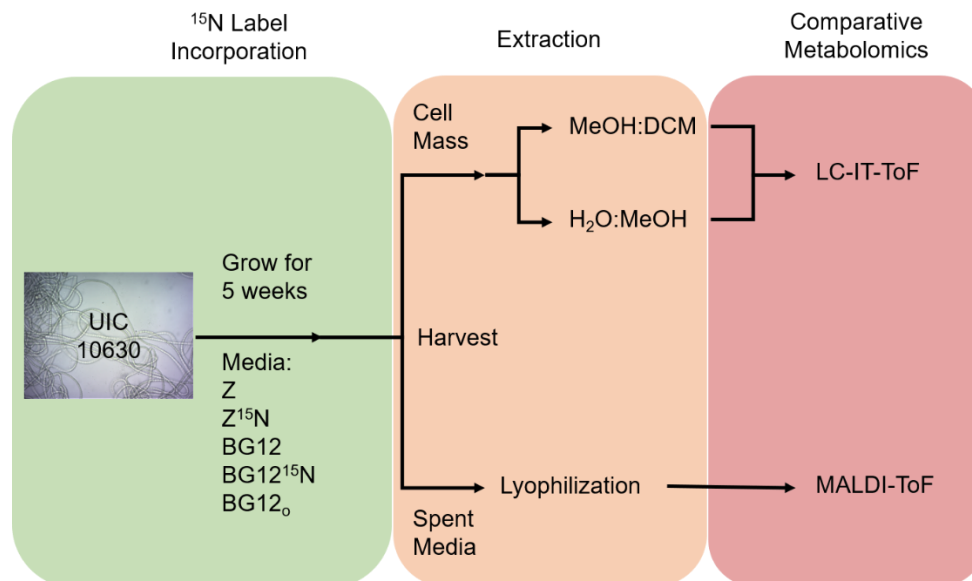 ¹⁵N Label
Incorporation
Extraction
Comparative
Metabolomics
UIC
10630
Grow for
5 weeks
Media:
Z
Z¹⁵N
BG12
BG12¹⁵N
BG12ₒ
Harvest
Cell
Mass
MeOH:DCM
H₂O:MeOH
LC-IT-ToF
Spent
Media
Lyophilization
MALDI-ToF